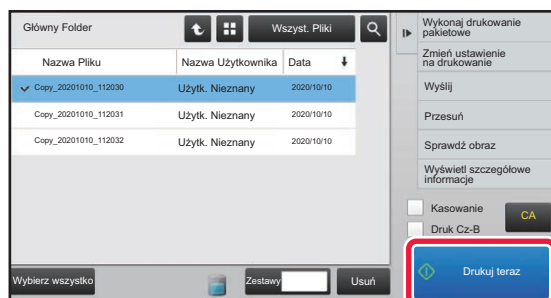 Główny Folder
Wszyst. Pliki
Nazwa Pliku Nazwa Użytkownika Data
Copy_20201010_112030 Użytk. Nieznany 2020/10/10
Copy_20201010_112031 Użytk. Nieznany 2020/10/10
Copy_20201010_112032 Użytk. Nieznany 2020/10/10
Wybierz wszystko Zestawy Usuń
Wykonaj drukowanie
pakietowe
Zmień ustawienie
na drukowanie
Wyślij
Przesuń
Sprawdź obraz
Wyświetl szczegółowe
informacje
Kasowanie
Druk Cz-B
CA
Drukuj teraz